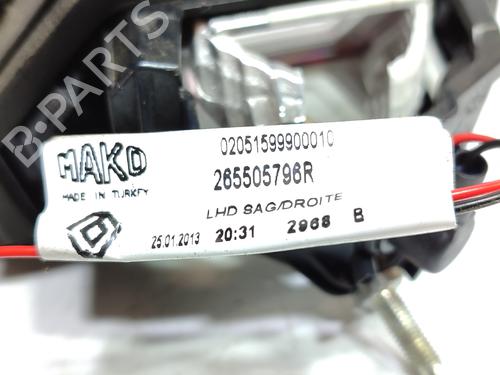 B-PARTS
MAKO
MADE IN TURKEY
02051599900010
265505796R
LHD SAG/DROITE
25.01.2013 20:31 2968 B